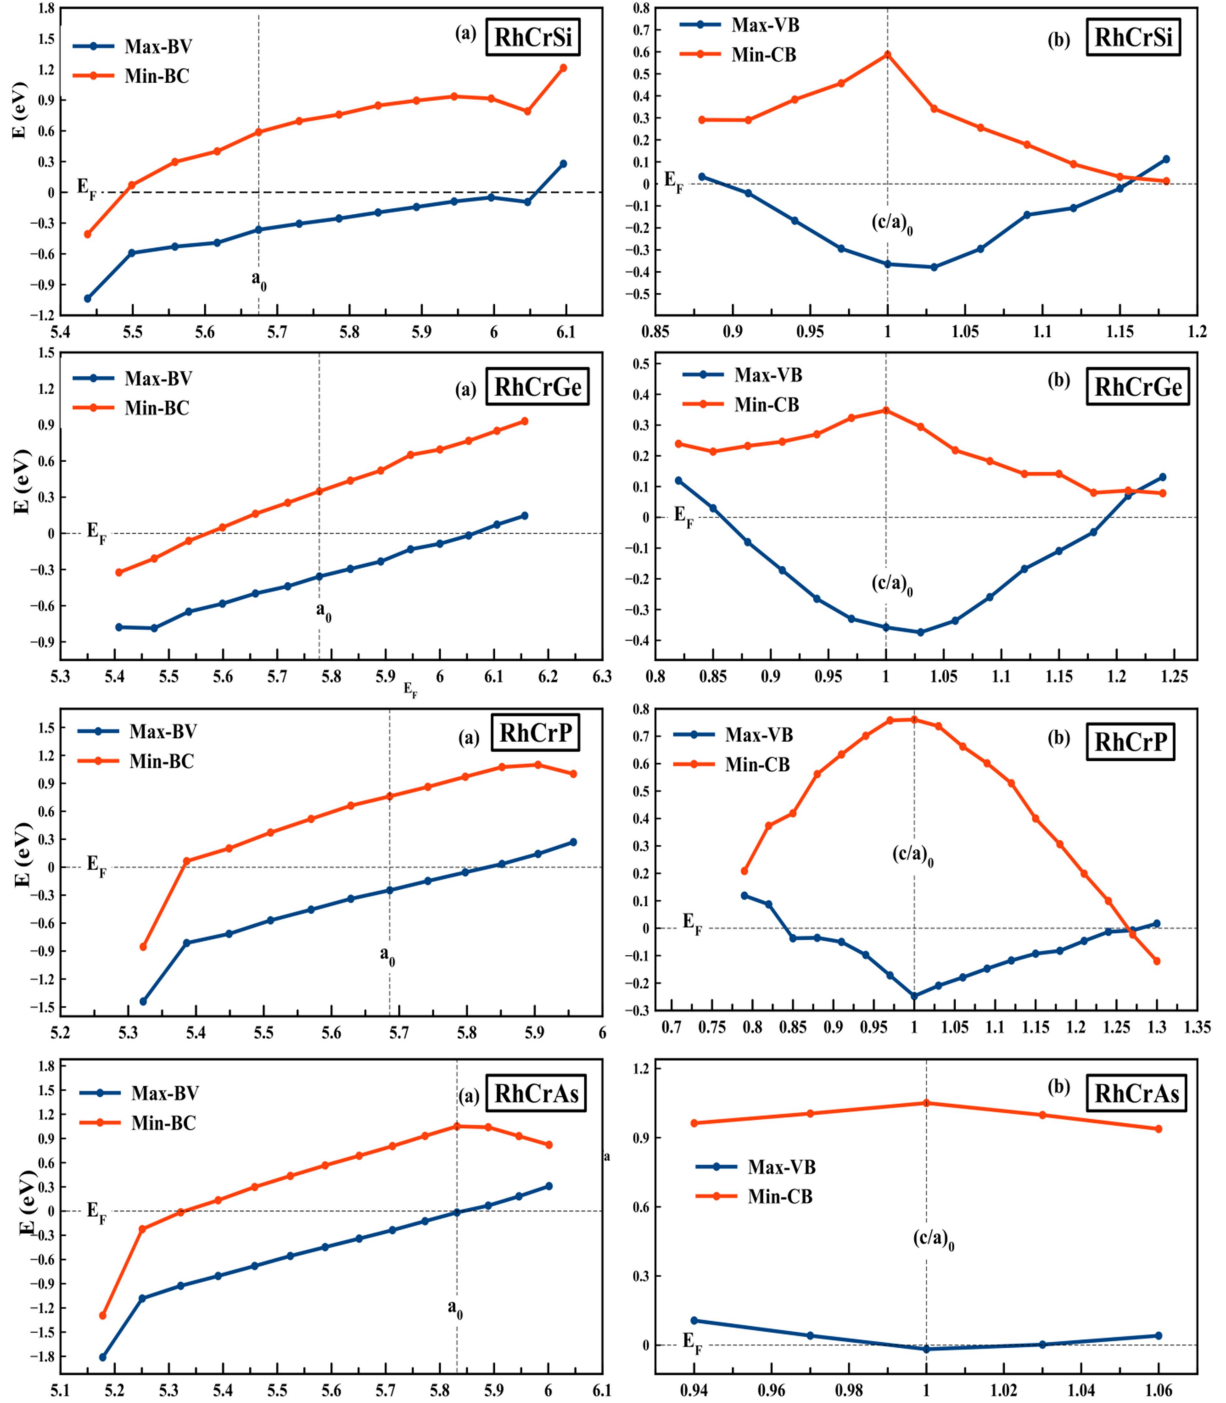 1.8
1.5
1.2
0.9
0.6
0.3
0
−0.3
−0.6
−0.9
−1.2
E (eV)
E_F
Max-BV
Min-BC
(a)
RhCrSi
a_0
5.4 5.5 5.6 5.7 5.8 5.9 6 6.1
0.8
0.7
0.6
0.5
0.4
0.3
0.2
0.1
0
−0.1
−0.2
−0.3
−0.4
−0.5
E_F
Max-VB
Min-CB
(b)
RhCrSi
(c/a)_0
0.85 0.9 0.95 1 1.05 1.1 1.15 1.2
1.5
1.2
0.9
0.6
0.3
0
−0.3
−0.6
−0.9
E (eV)
E_F
Max-BV
Min-BC
(a)
RhCrGe
a_0
5.3 5.4 5.5 5.6 5.7 5.8 5.9 6 6.1 6.2 6.3
E_F
0.5
0.4
0.3
0.2
0.1
0
−0.1
−0.2
−0.3
−0.4
E_F
Max-VB
Min-CB
(b)
RhCrGe
(c/a)_0
0.8 0.85 0.9 0.95 1 1.05 1.1 1.15 1.2 1.25
1.5
1.2
0.9
0.6
0.3
0
−0.3
−0.6
−0.9
−1.2
−1.5
E (eV)
E_F
Max-BV
Min-BC
(a)
RhCrP
a_0
5.2 5.3 5.4 5.5 5.6 5.7 5.8 5.9 6
0.8
0.7
0.6
0.5
0.4
0.3
0.2
0.1
0
−0.1
−0.2
−0.3
E_F
Max-VB
Min-CB
(b)
RhCrP
(c/a)_0
0.7 0.75 0.8 0.85 0.9 0.95 1 1.05 1.1 1.15 1.21 1.25 1.3 1.35
1.8
1.5
1.2
0.9
0.6
0.3
0
−0.3
−0.6
−0.9
−1.2
−1.5
−1.8
E (eV)
E_F
Max-BV
Min-BC
(a)
RhCrAs
a_0
5.1 5.2 5.3 5.4 5.5 5.6 5.7 5.8 5.9 6 6.1
a
1.2
0.9
0.6
0.3
0
E_F
Max-VB
Min-CB
(b)
RhCrAs
(c/a)_0
0.94 0.96 0.98 1 1.02 1.04 1.06